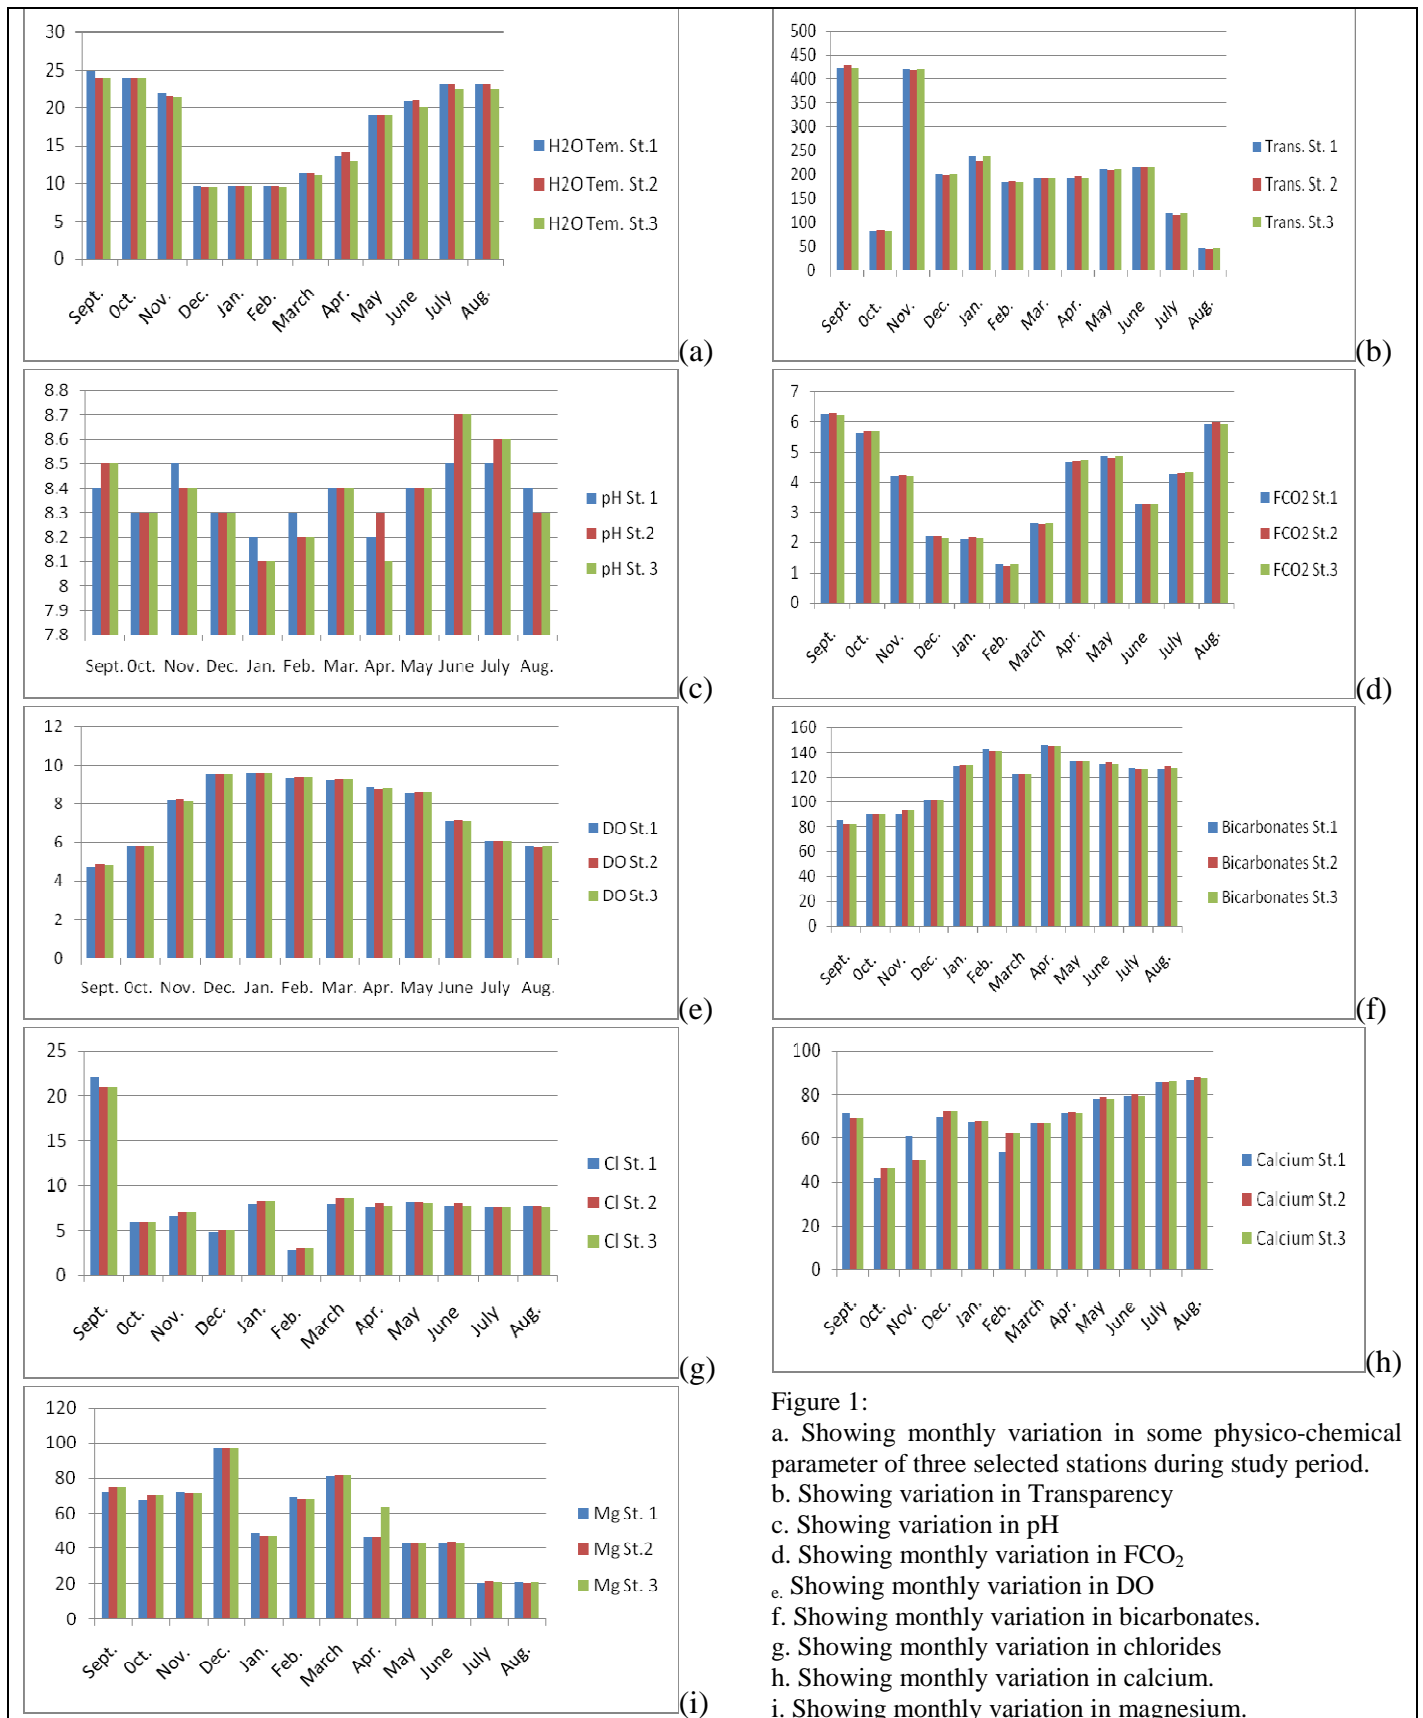 30
25
20
15
10
5
0
Sept.
0ct.
Nov.
Dec.
Jan.
Feb.
March
Apr.
May
June
July
Aug.
H2O Tem. St.1
H2O Tem. St.2
H2O Tem. St.3
(a)
500
450
400
350
300
250
200
150
100
50
0
Sept.
0ct.
Nov.
Dec.
Jan.
Feb.
Mar.
Apr.
May
June
July
Aug.
Trans. St. 1
Trans. St. 2
Trans. St.3
(b)
8.8
8.7
8.6
8.5
8.4
8.3
8.2
8.1
8
7.9
7.8
Sept. 0ct. Nov. Dec. Jan. Feb. Mar. Apr. May June July Aug.
pH St. 1
pH St.2
pH St. 3
(c)
7
6
5
4
3
2
1
0
Sept.
0ct.
Nov.
Dec.
Jan.
Feb.
March
Apr.
May
June
July
Aug.
FCO2 St.1
FCO2 St.2
FCO2 St.3
(d)
12
10
8
6
4
2
0
Sept. 0ct. Nov. Dec. Jan. Feb. Mar. Apr. May June July Aug.
DO St.1
DO St.2
DO St.3
(e)
160
140
120
100
80
60
40
20
0
Sept.
0ct.
Nov.
Dec.
Jan.
Feb.
March
Apr.
May
June
July
Aug.
Bicarbonates St.1
Bicarbonates St.2
Bicarbonates St.3
(f)
25
20
15
10
5
0
Sept.
0ct.
Nov.
Dec.
Jan.
Feb.
March
Apr.
May
June
July
Aug.
Cl St. 1
Cl St. 2
Cl St. 3
(g)
100
80
60
40
20
0
Sept.
0ct.
Nov.
Dec.
Jan.
Feb.
March
Apr.
May
June
July
Aug.
Calcium St.1
Calcium St.2
Calcium St.3
(h)
120
100
80
60
40
20
0
Sept.
0ct.
Nov.
Dec.
Jan.
Feb.
March
Apr.
May
June
July
Aug.
Mg St. 1
Mg St.2
Mg St. 3
(i)
Figure 1:
a. Showing monthly variation in some physico-chemical
parameter of three selected stations during study period.
b. Showing variation in Transparency
c. Showing variation in pH
d. Showing monthly variation in FCO₂
e. Showing monthly variation in DO
f. Showing monthly variation in bicarbonates.
g. Showing monthly variation in chlorides
h. Showing monthly variation in calcium.
i. Showing monthly variation in magnesium.